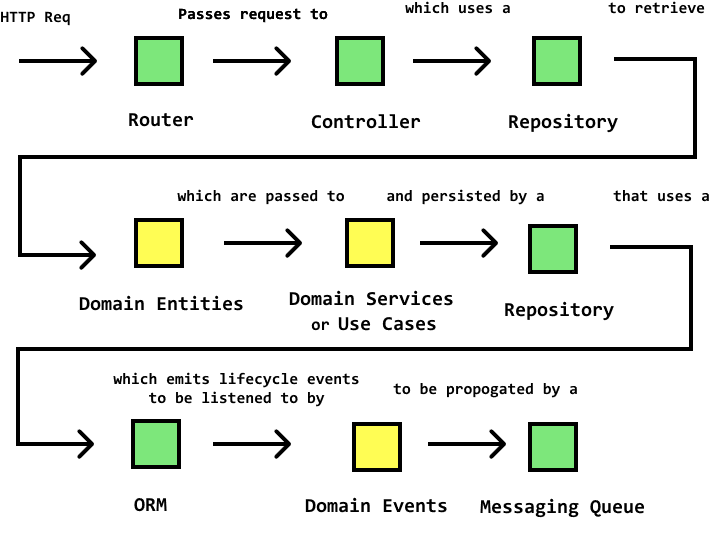 HTTP Req
Passes request to
which uses a
to retrieve
Router
Controller
Repository
which are passed to
and persisted by a
that uses a
Domain Entities
Domain Services
or Use Cases
Repository
which emits lifecycle events
to be listened to by
to be propogated by a
ORM
Domain Events
Messaging Queue